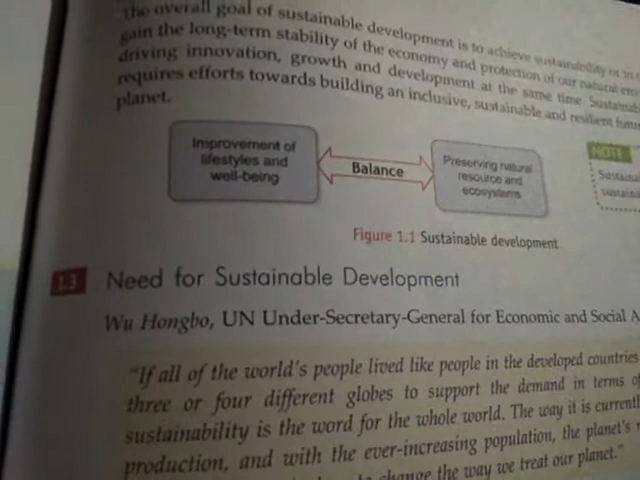 The overall goal of sustainable development is to achieve sustainability
gain the long-term stability of the economy and protection of our natural
driving innovation, growth and development at the same time.
requires efforts towards building an inclusive, sustainable and resilient
planet.
Improvement of
lifestyles and
well-being
Balance
Preserving natural
resource and
ecosystems
NOTE
Figure 1.1 Sustainable development
1.3 Need for Sustainable Development
Wu Hongbo, UN Under-Secretary-General for Economic and Social
"If all of the world's people lived like people in the developed countries
three or four different globes to support the demand in terms of
sustainability is the word for the whole world. The way it is
production, and with the ever-increasing population, the planet's
change the way we treat our planet."